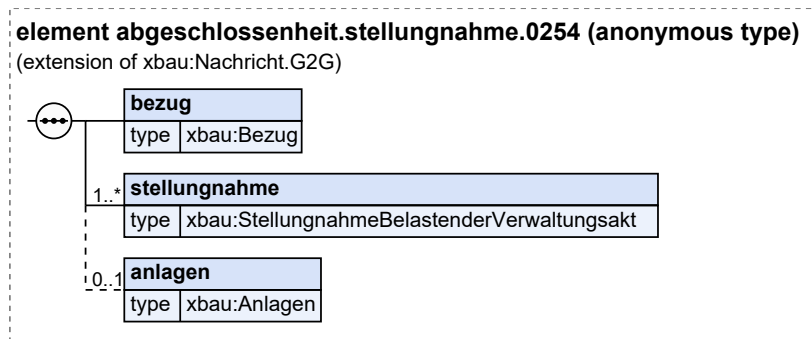 element abgeschlossenheit.stellungnahme.0254 (anonymous type)
(extension of xbau:Nachricht.G2G)
bezug
type xbau:Bezug
1..* stellungnahme
type xbau:StellungnahmeBelastenderVerwaltungsakt
0..1 anlagen
type xbau:Anlagen